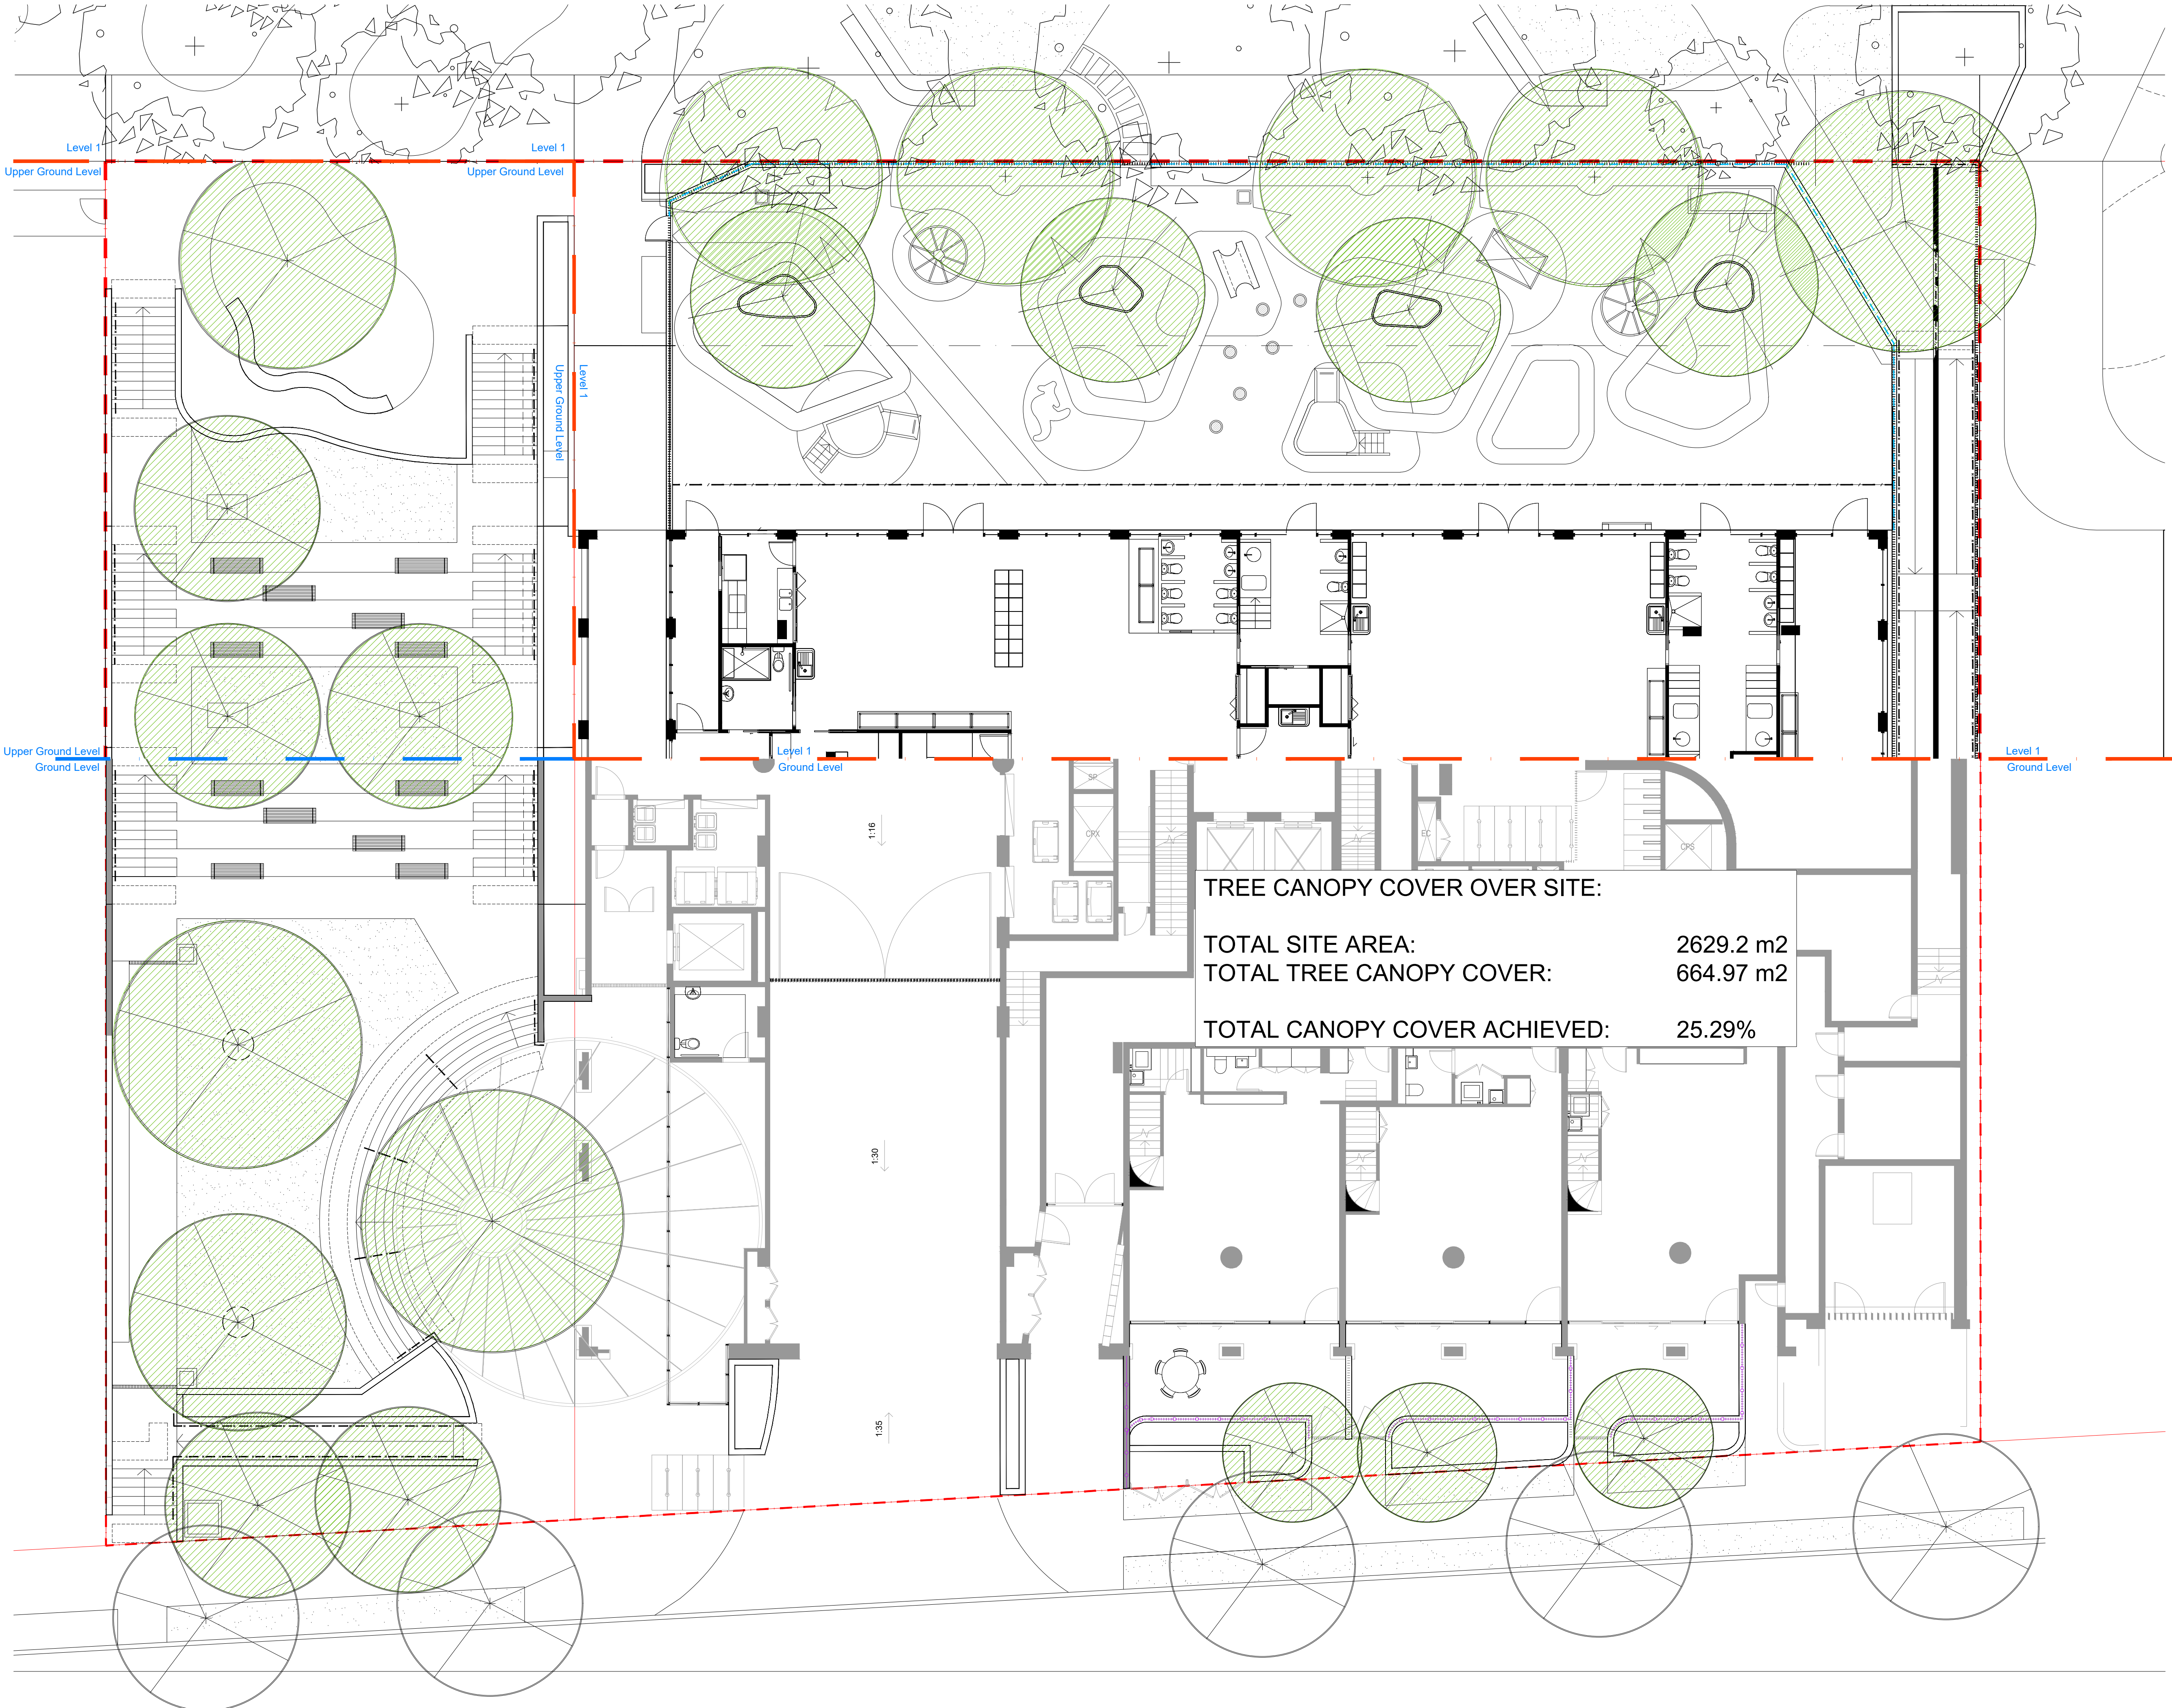 Level 1
Level 1
Upper Ground Level
Upper Ground Level
Upper Ground Level
Level 1
Upper Ground Level
Ground Level
Level 1
Ground Level
Level 1
Ground Level
SP
CPX
EC
CPS
1:16
TREE CANOPY COVER OVER SITE:
TOTAL SITE AREA: 2629.2 m2
TOTAL TREE CANOPY COVER: 664.97 m2
TOTAL CANOPY COVER ACHIEVED: 25.29%
1:30
1:35